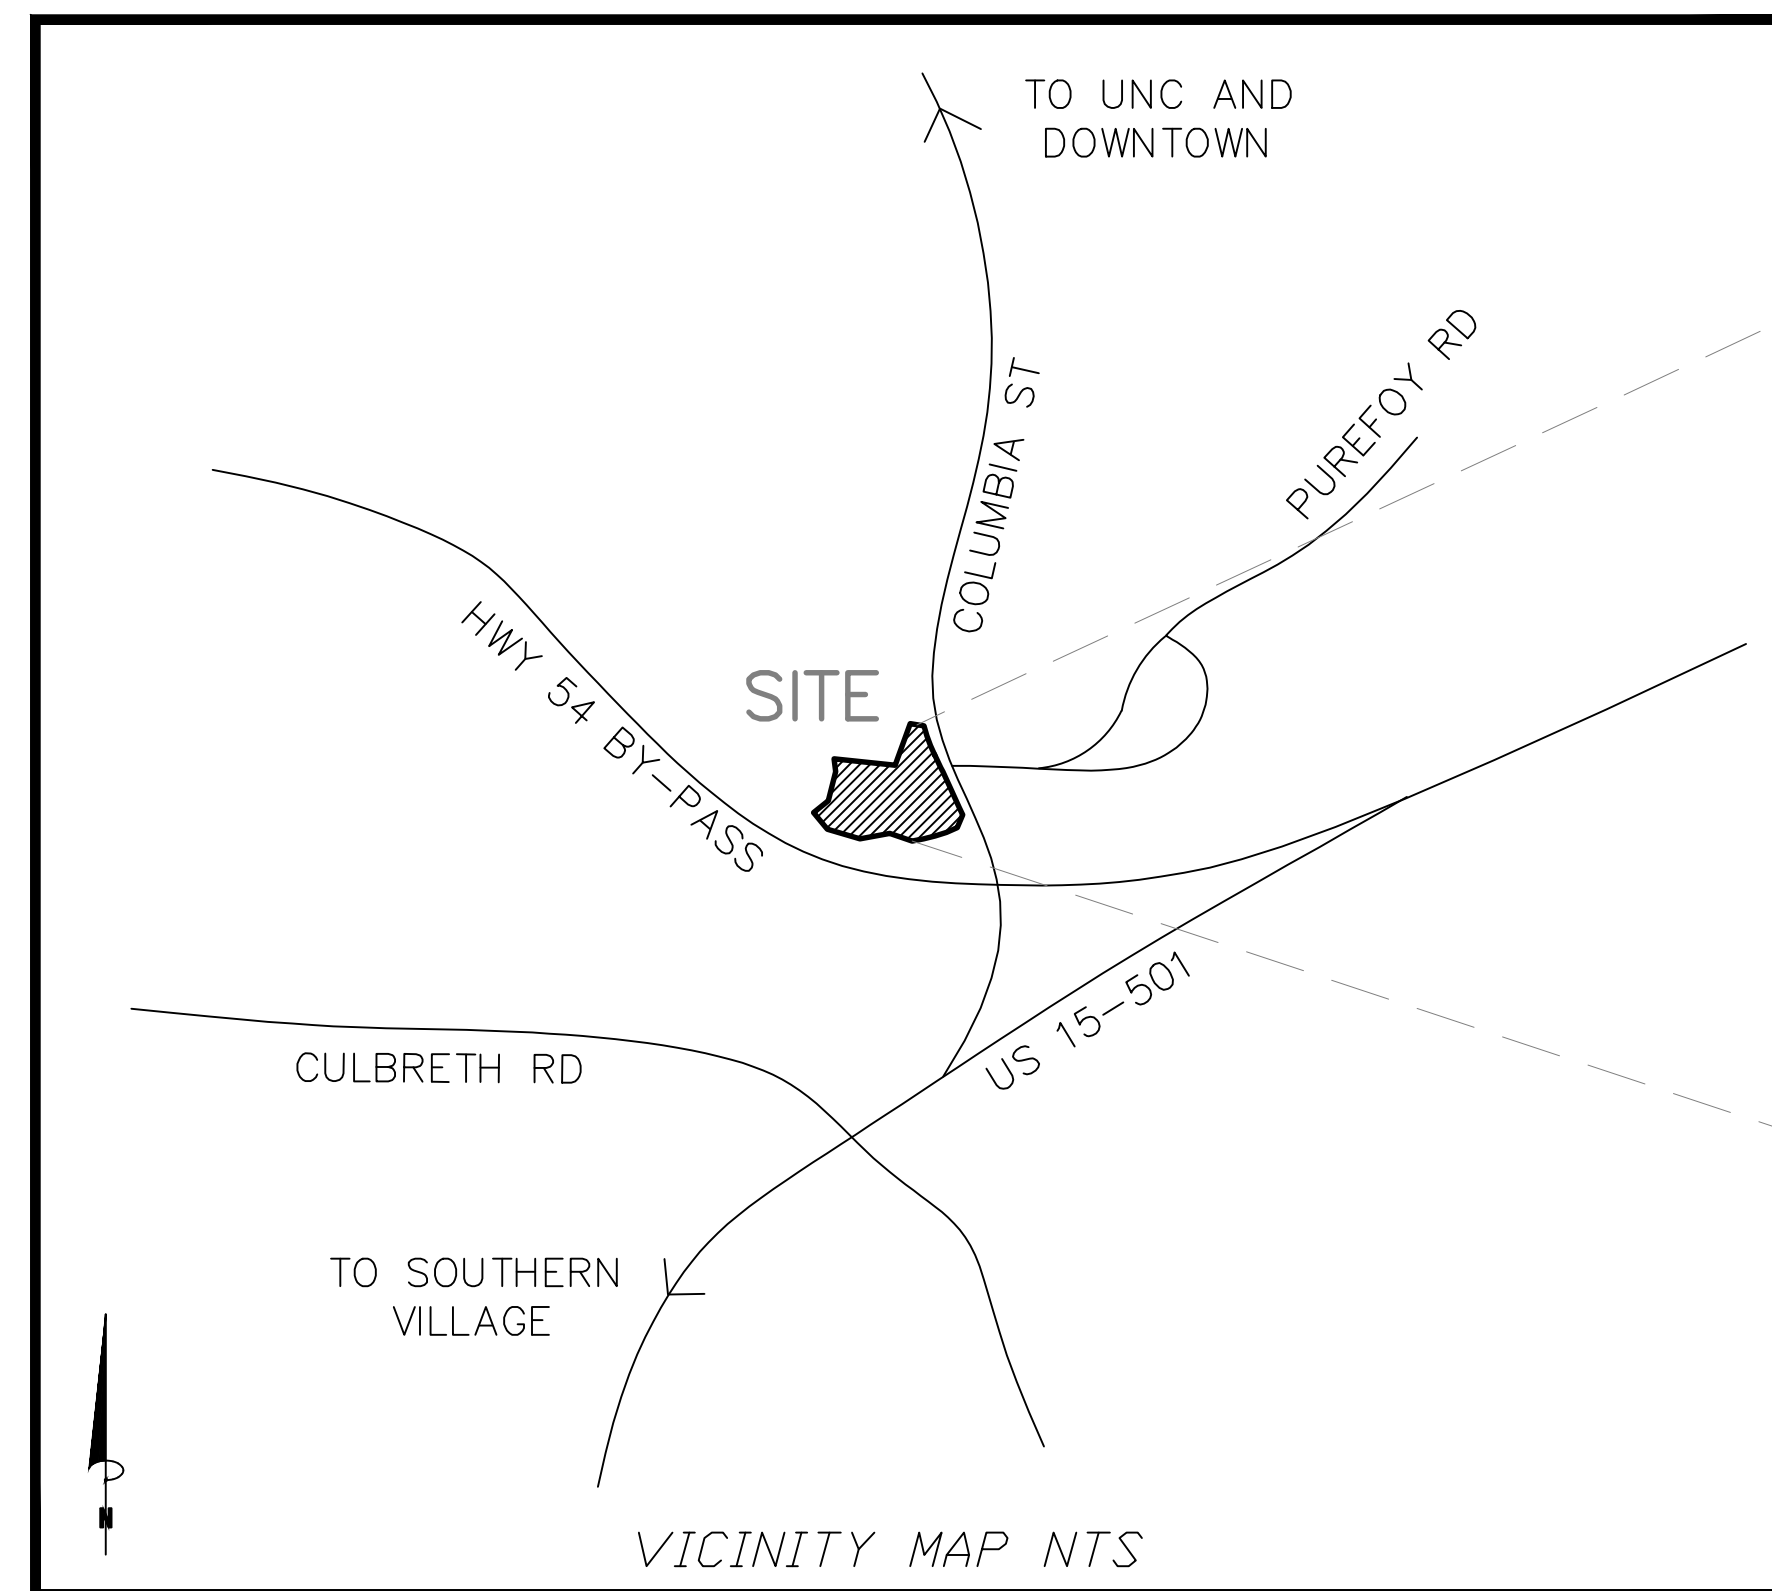 TO UNC AND
DOWNTOWN
PUREFOY RD
COLUMBIA ST
HWY 54 BY-PASS
SITE
US 15-501
CULBRETH RD
TO SOUTHERN
VILLAGE
N
VICINITY MAP NTS